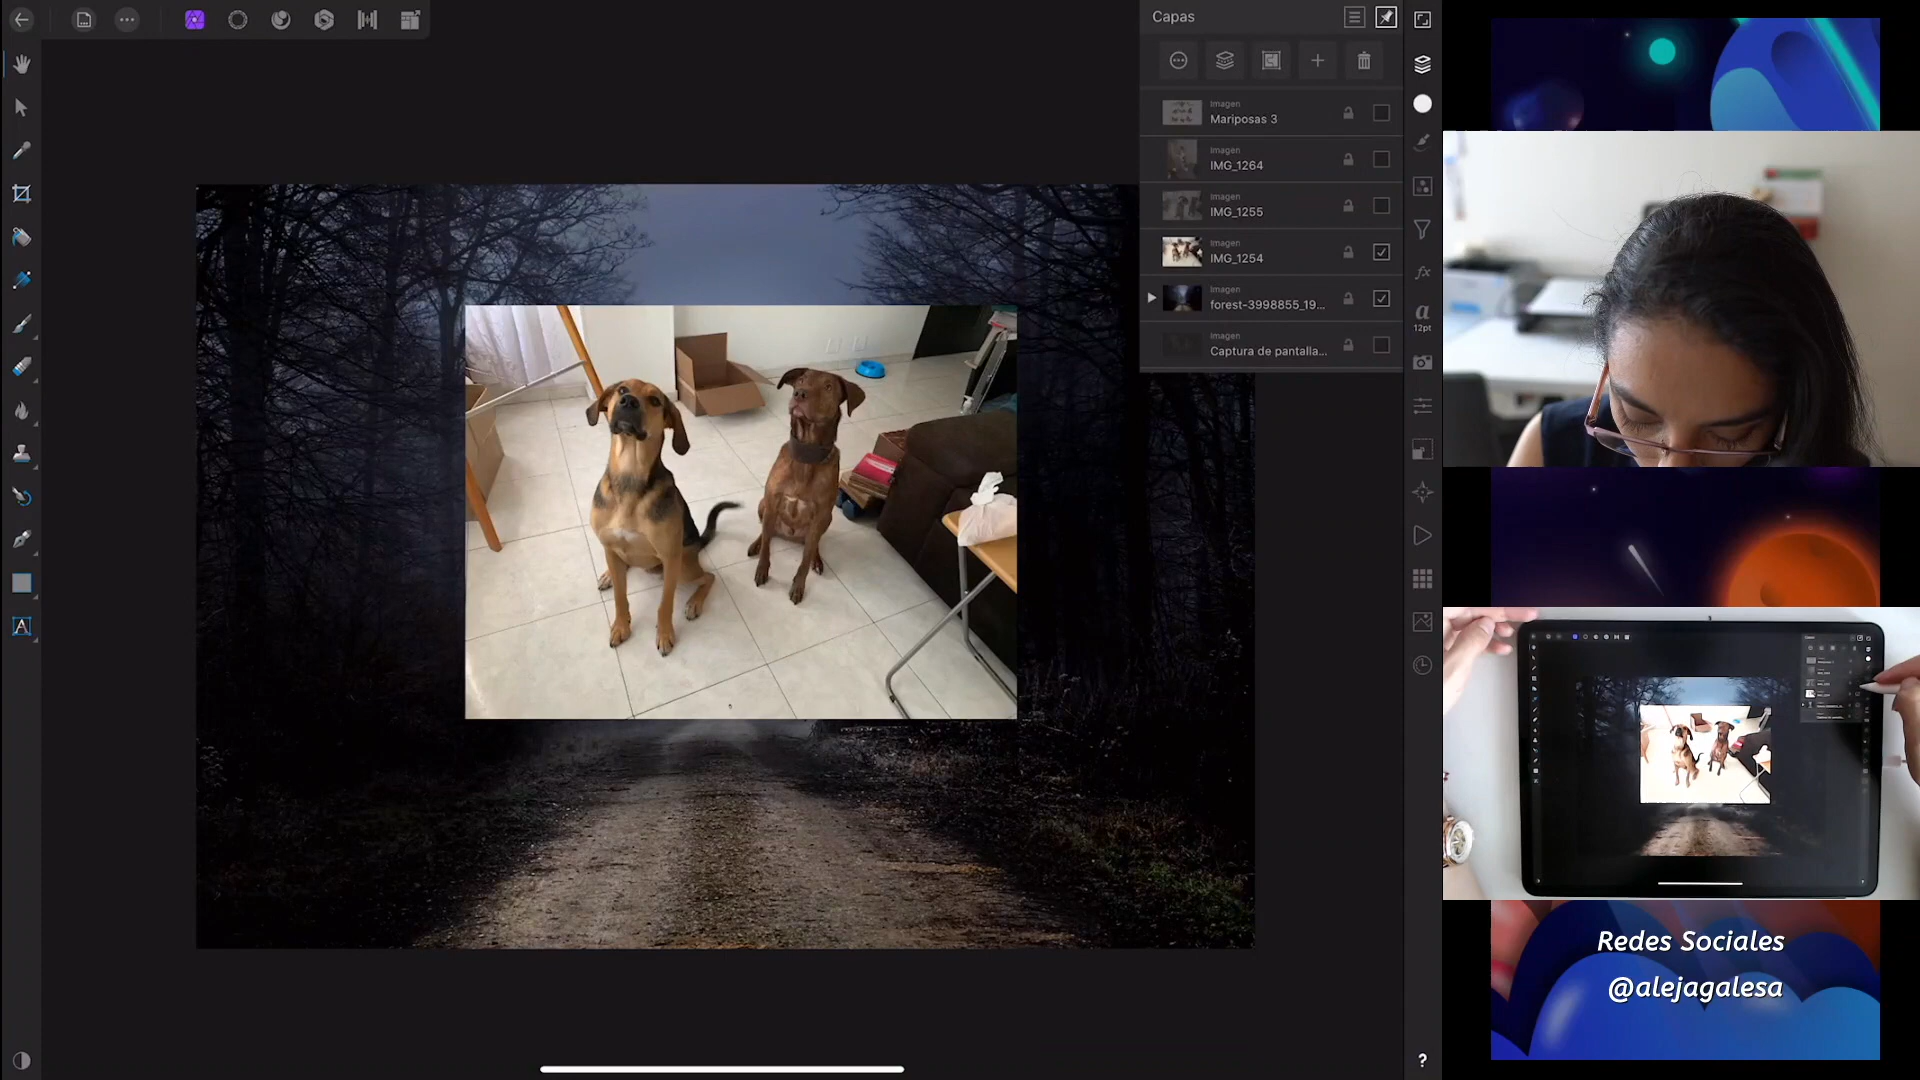 Capas
Imagen
Mariposas 3
Imagen
IMG_1264
Imagen
IMG_1255
Imagen
IMG_1254
Imagen
forest-3998855_19...
Imagen
Captura de pantalla...
a
12pt
fx
A
?
Redes Sociales
@alejagalesa